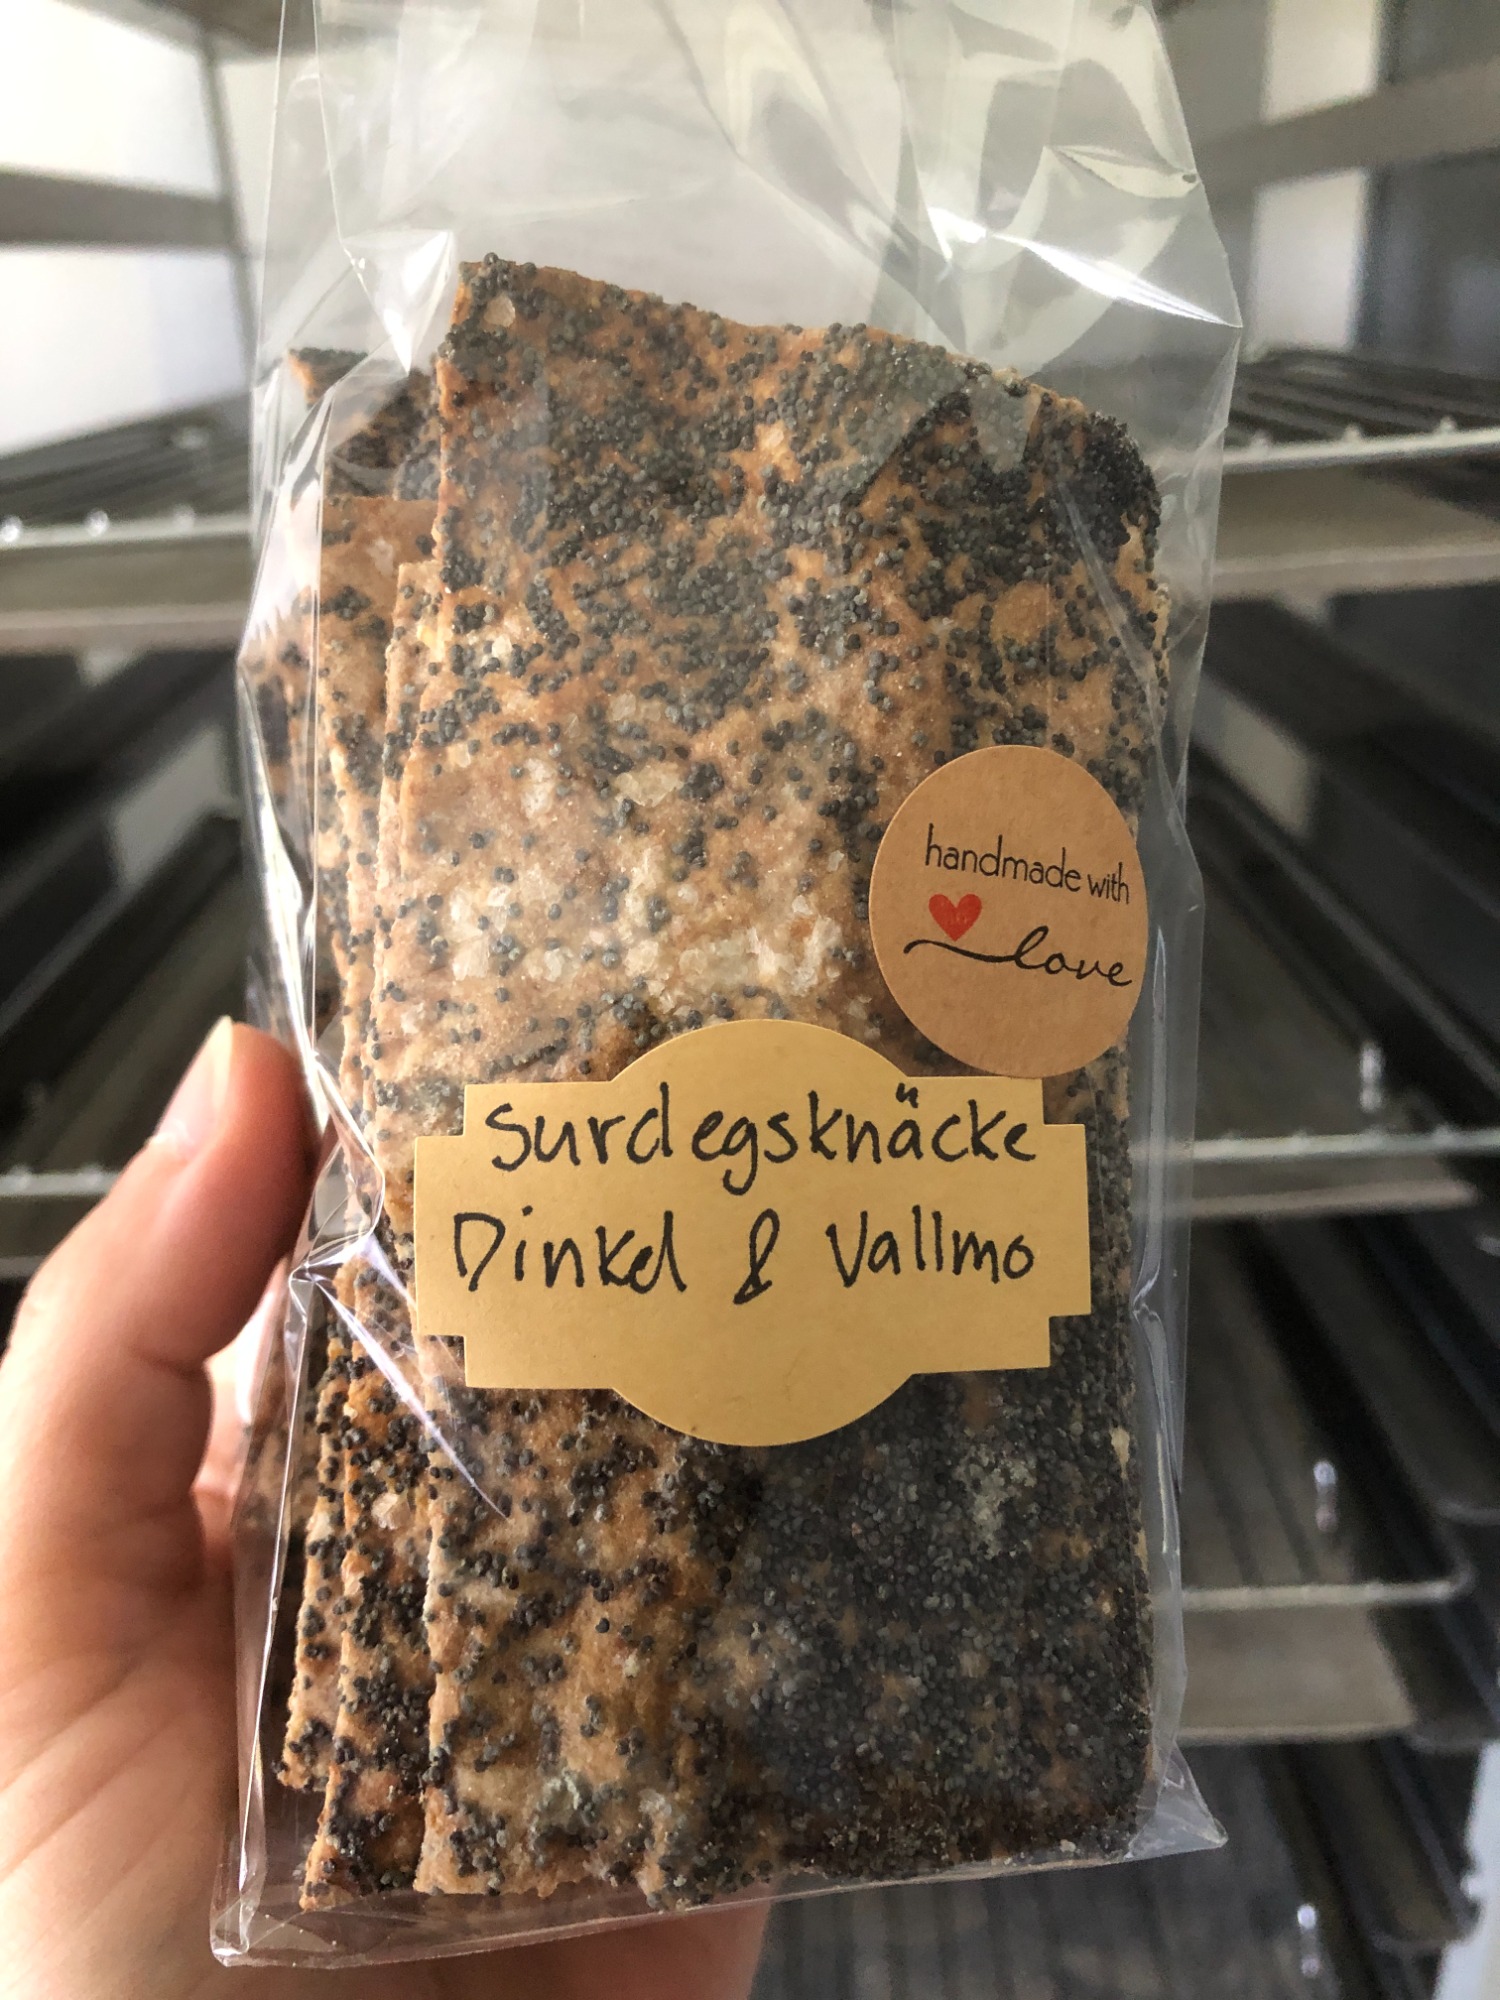 handmade with
love
Surdegsknäcke
Dinkel & Vallmo